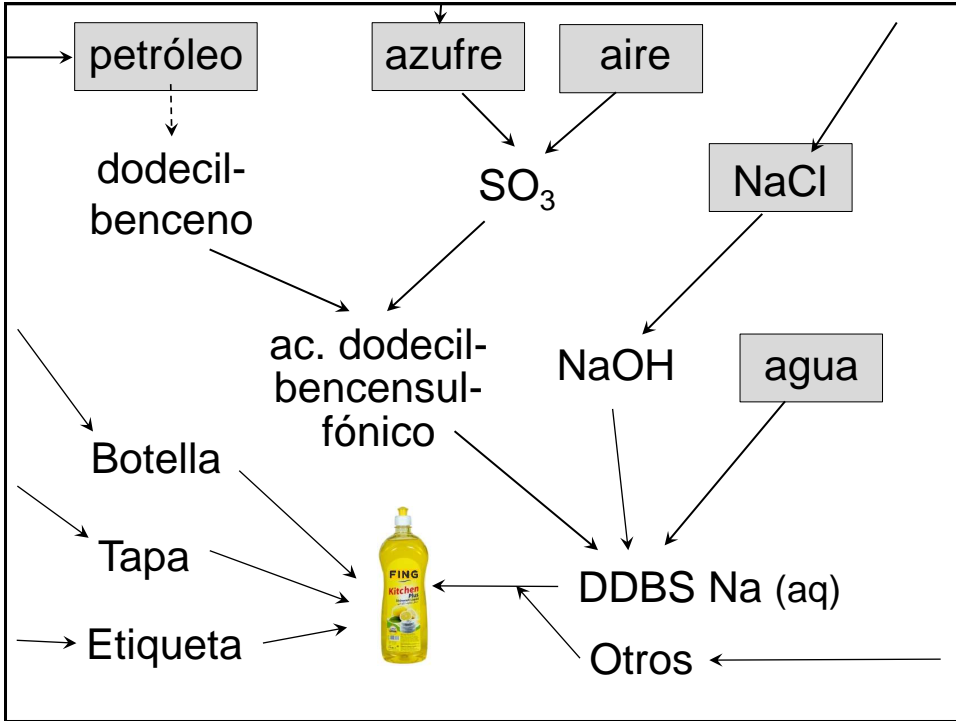 petróleo
azufre
aire
dodecil-
benceno
SO₃
NaCl
ac. dodecil-
bencensul-
fónico
NaOH
agua
Botella
Tapa
Etiqueta
FING
Kitchen
Plus
DDBS Na (aq)
Otros